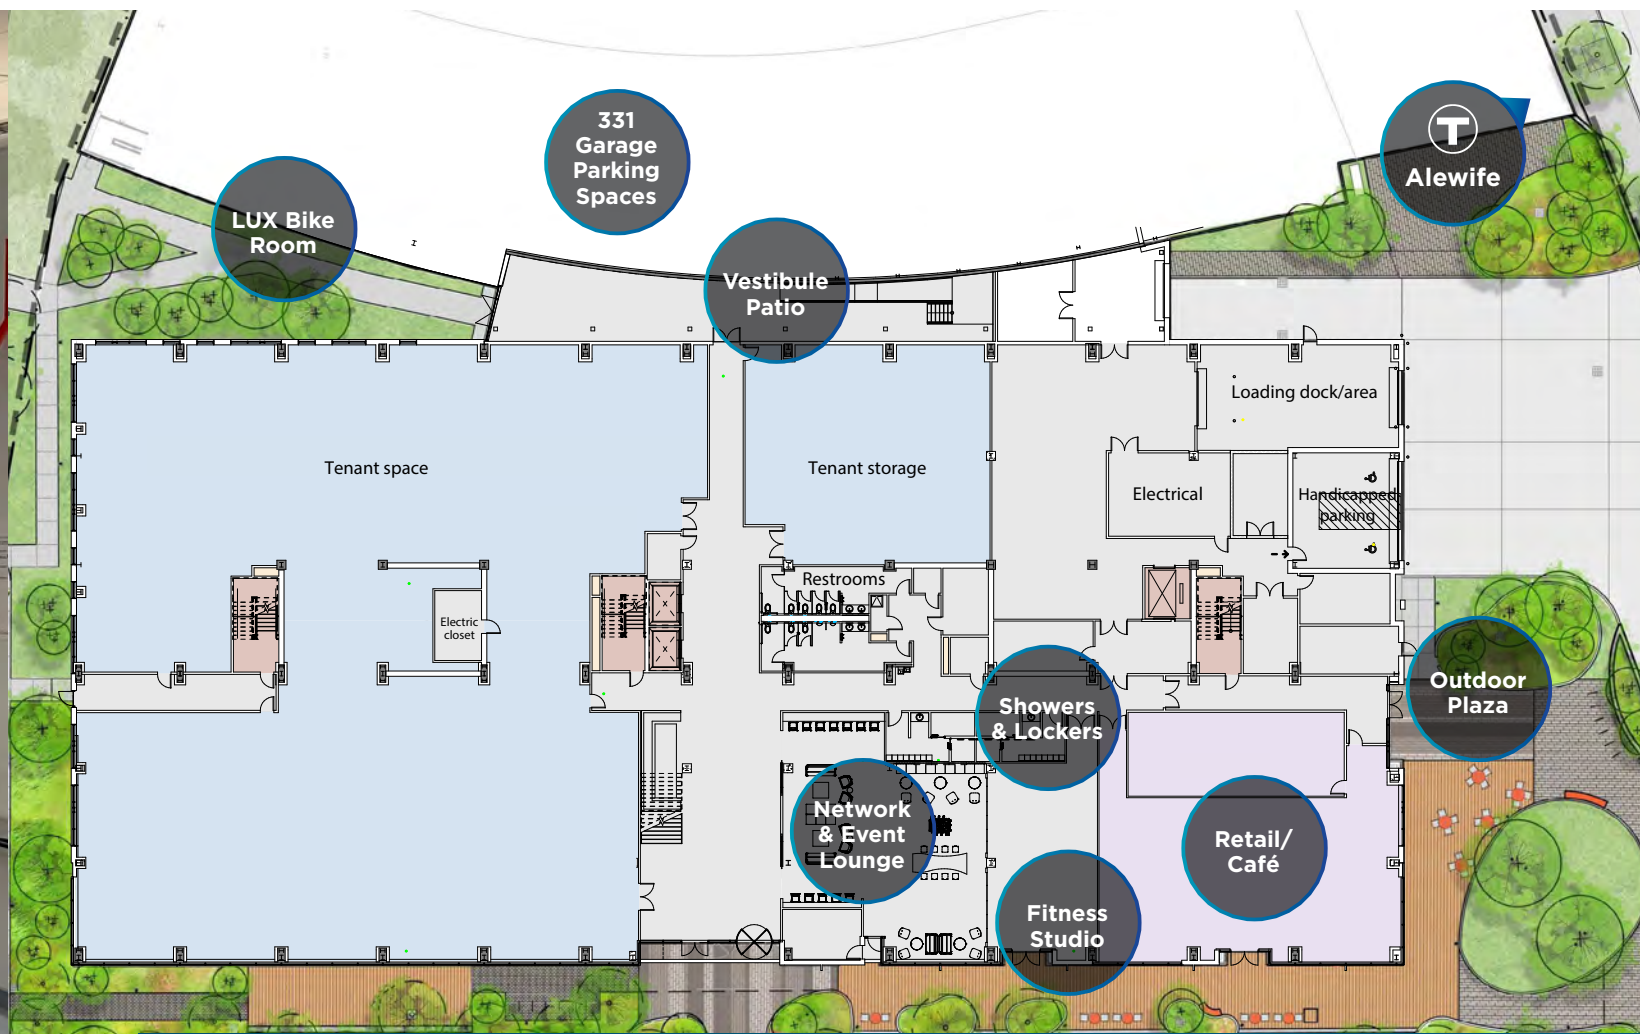 331
Garage
Parking
Spaces
T
Alewife
LUX Bike
Room
Vestibule
Patio
Loading dock/area
Tenant space
Tenant storage
Electrical
Handicapped
parking
Restrooms
Electric
closet
Outdoor
Plaza
Showers
& Lockers
Network
& Event
Lounge
Retail/
Café
Fitness
Studio